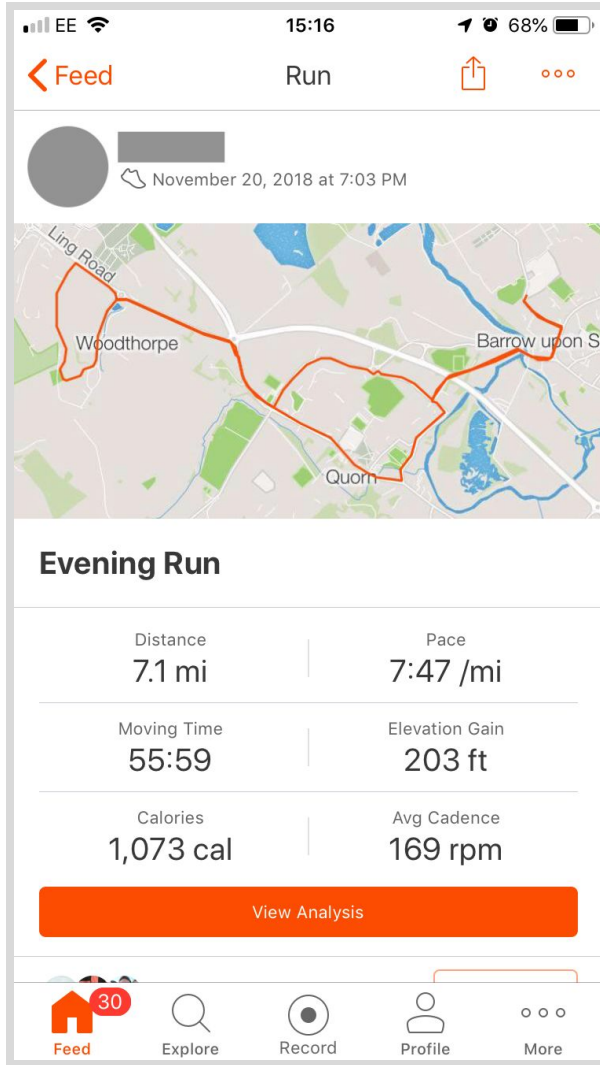 EE 15:16 68%
Feed Run
November 20, 2018 at 7:03 PM
Ling Road
Woodthorpe
Barrow upon S
Quorn
Evening Run
Distance Pace
7.1 mi 7:47 /mi
Moving Time Elevation Gain
55:59 203 ft
Calories Avg Cadence
1,073 cal 169 rpm
View Analysis
30
Feed Explore Record Profile More